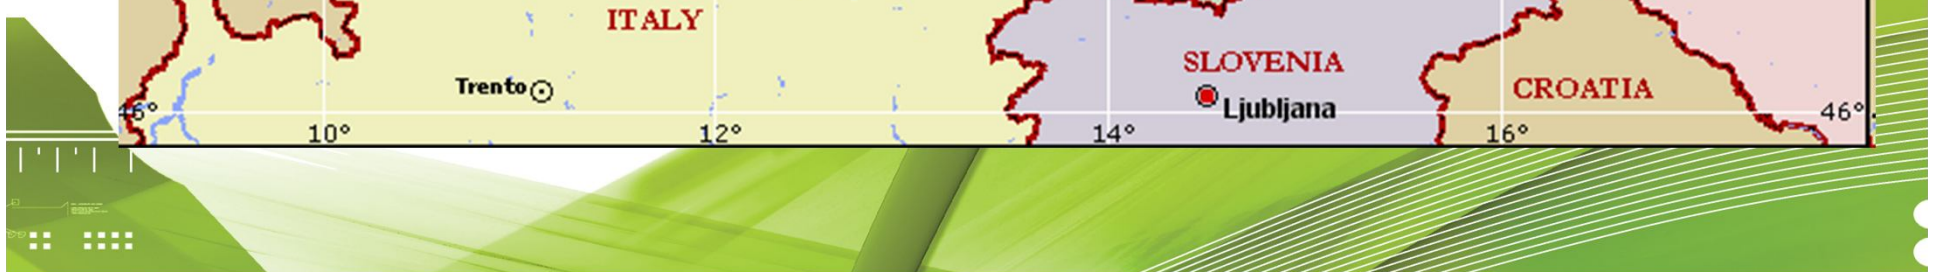 ITALY
SLOVENIA
Trento
CROATIA
Ljubljana
46°
46°
10°
12°
14°
16°